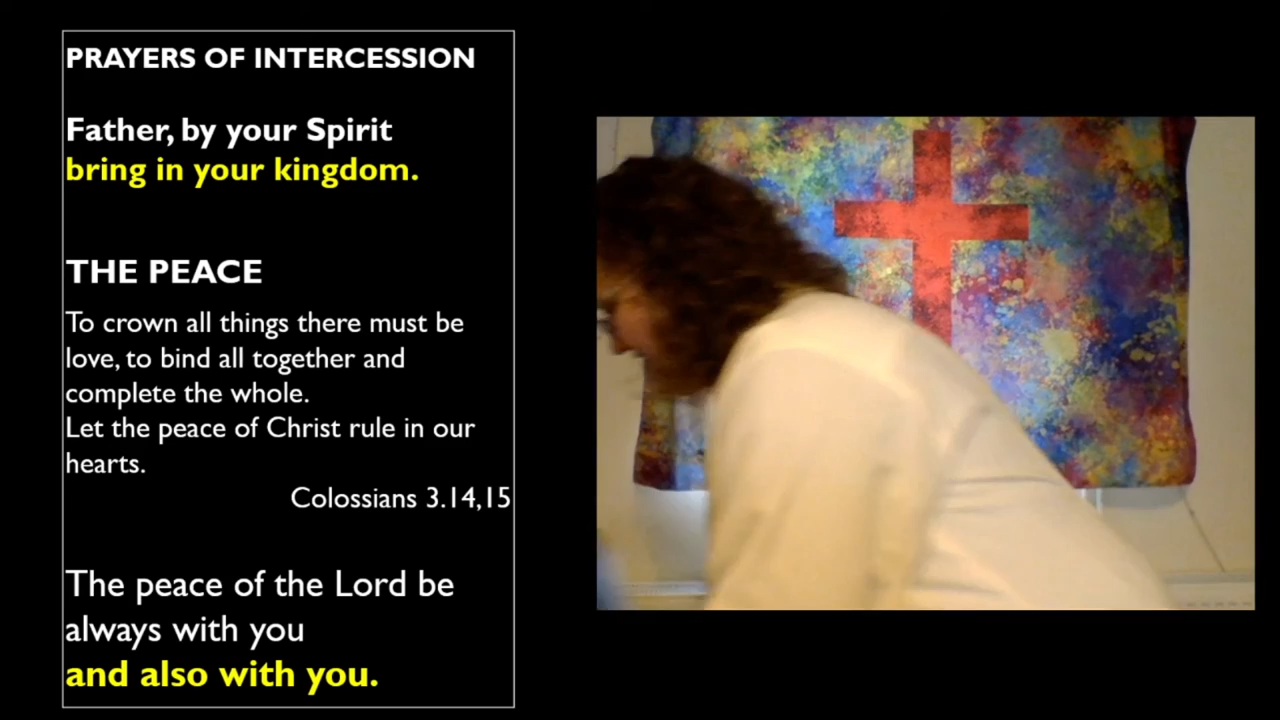 PRAYERS OF INTERCESSION
Father, by your Spirit
bring in your kingdom.
THE PEACE
To crown all things there must be
love, to bind all together and
complete the whole.
Let the peace of Christ rule in our
hearts.
Colossians 3.14,15
The peace of the Lord be
always with you
and also with you.